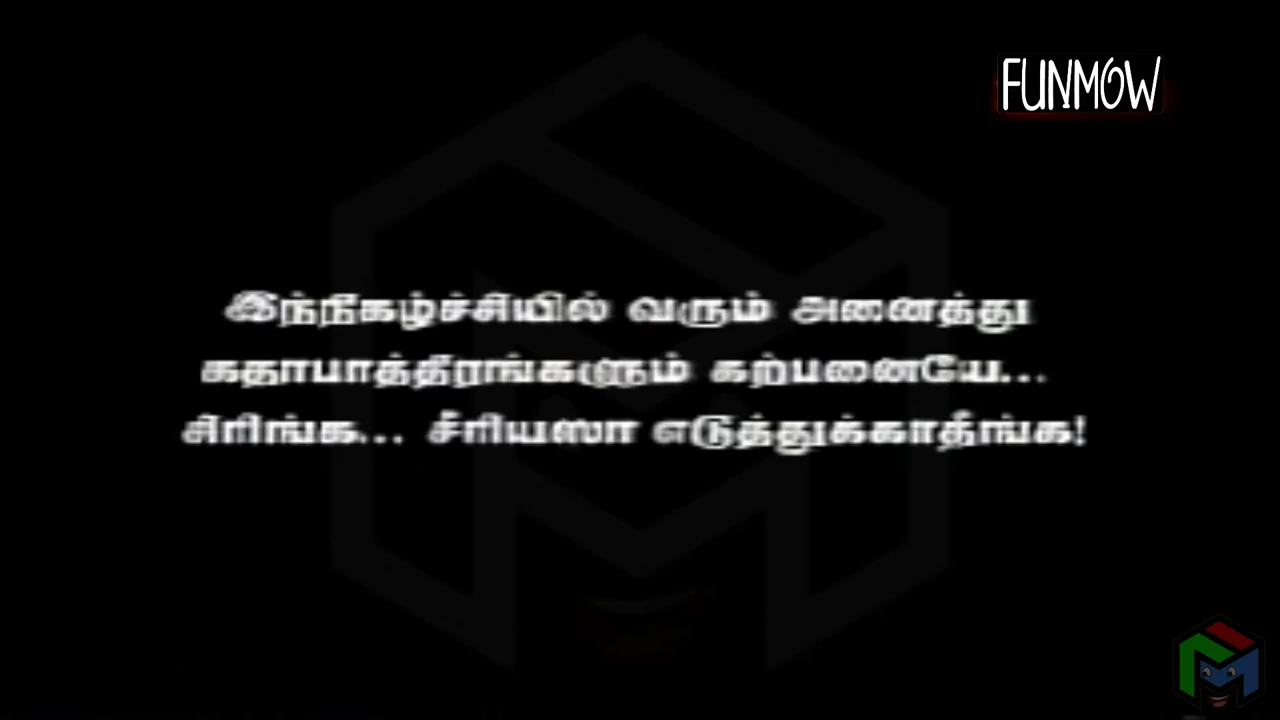 FUNMOW
இந்நிகழ்ச்சியில் வரும் அனைத்து
கதாபாத்திரங்களும் கற்பனையே...
சிரிங்க... சீரியஸா எடுத்துக்காதீங்க!